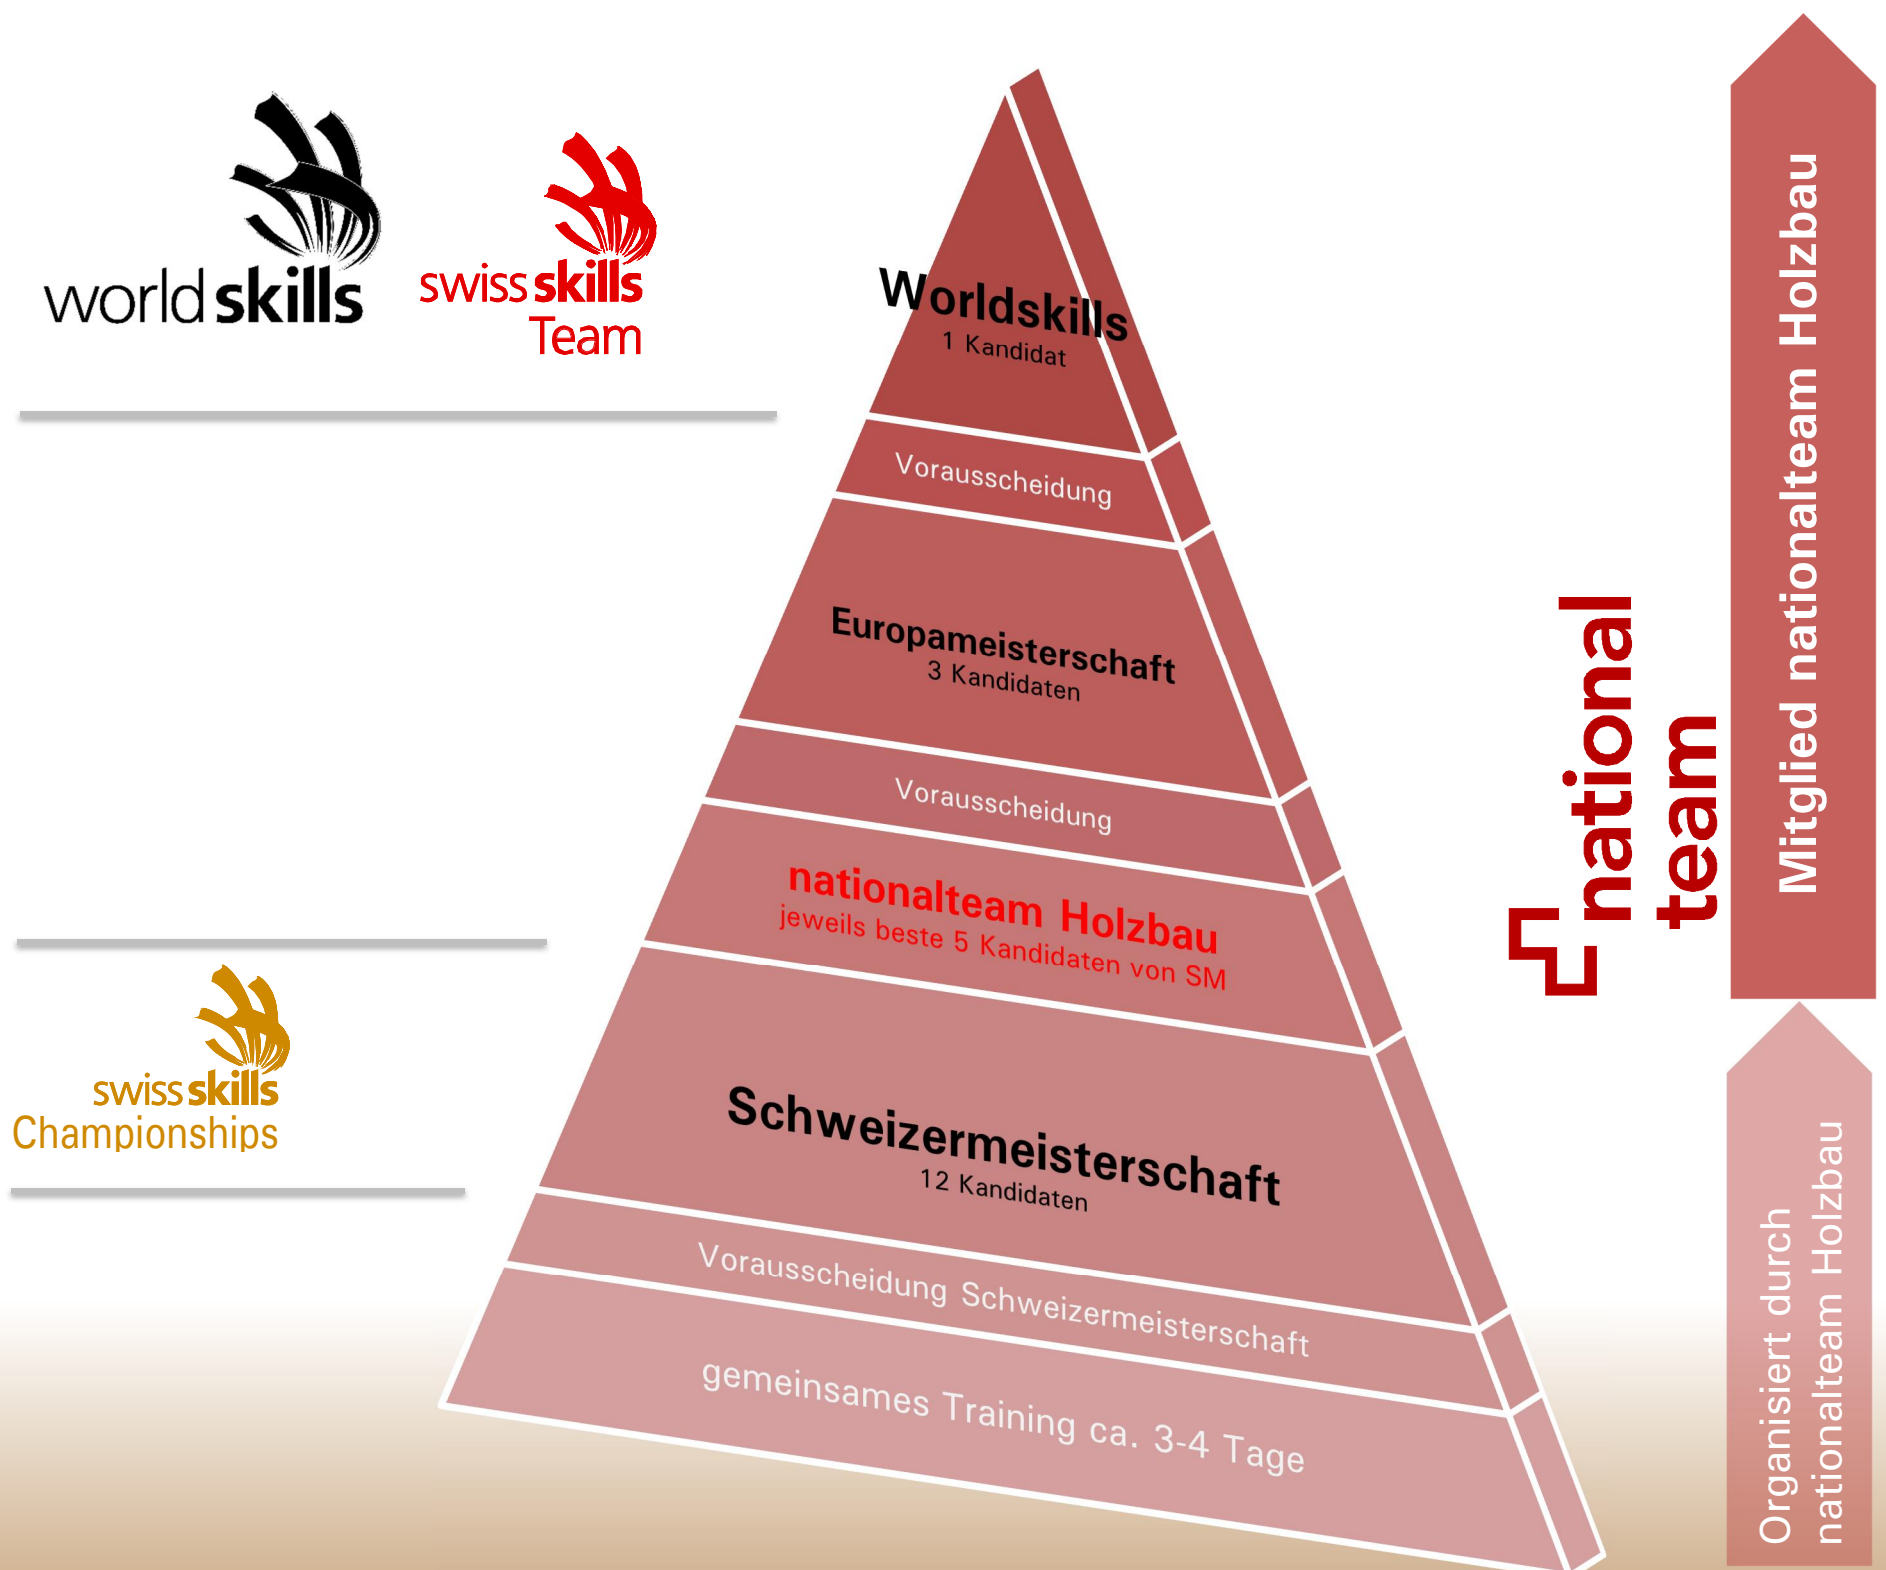 world skills
swiss skills
Team
Worldskills
1 Kandidat
Vorausscheidung
Europameisterschaft
3 Kandidaten
Vorausscheidung
nationalteam Holzbau
jeweils beste 5 Kandidaten von SM
swiss skills
Championships
Schweizermeisterschaft
12 Kandidaten
Vorausscheidung Schweizermeisterschaft
gemeinsames Training ca. 3-4 Tage
national
team
Mitglied nationalteam Holzbau
Organisiert durch
nationalteam Holzbau